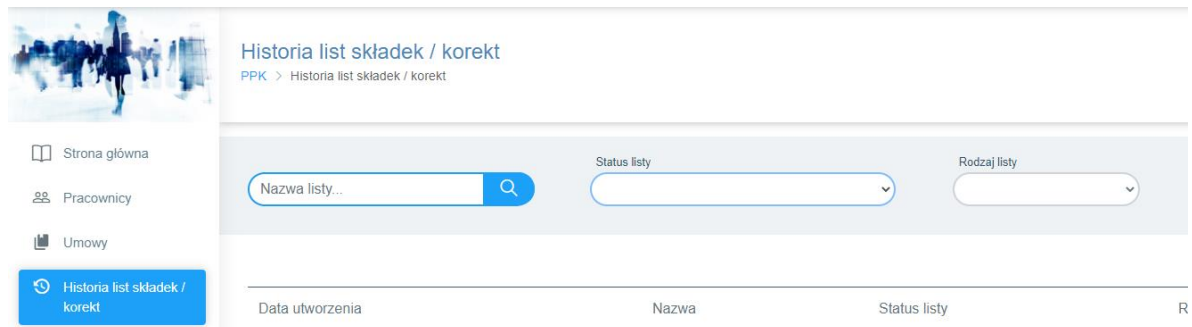 Historia list składek / korekt
PPK > Historia list składek / korekt
Strona główna
Pracownicy
Umowy
Historia list składek /
korekt
Nazwa listy...
Status listy
Rodzaj listy
Data utworzenia Nazwa Status listy R